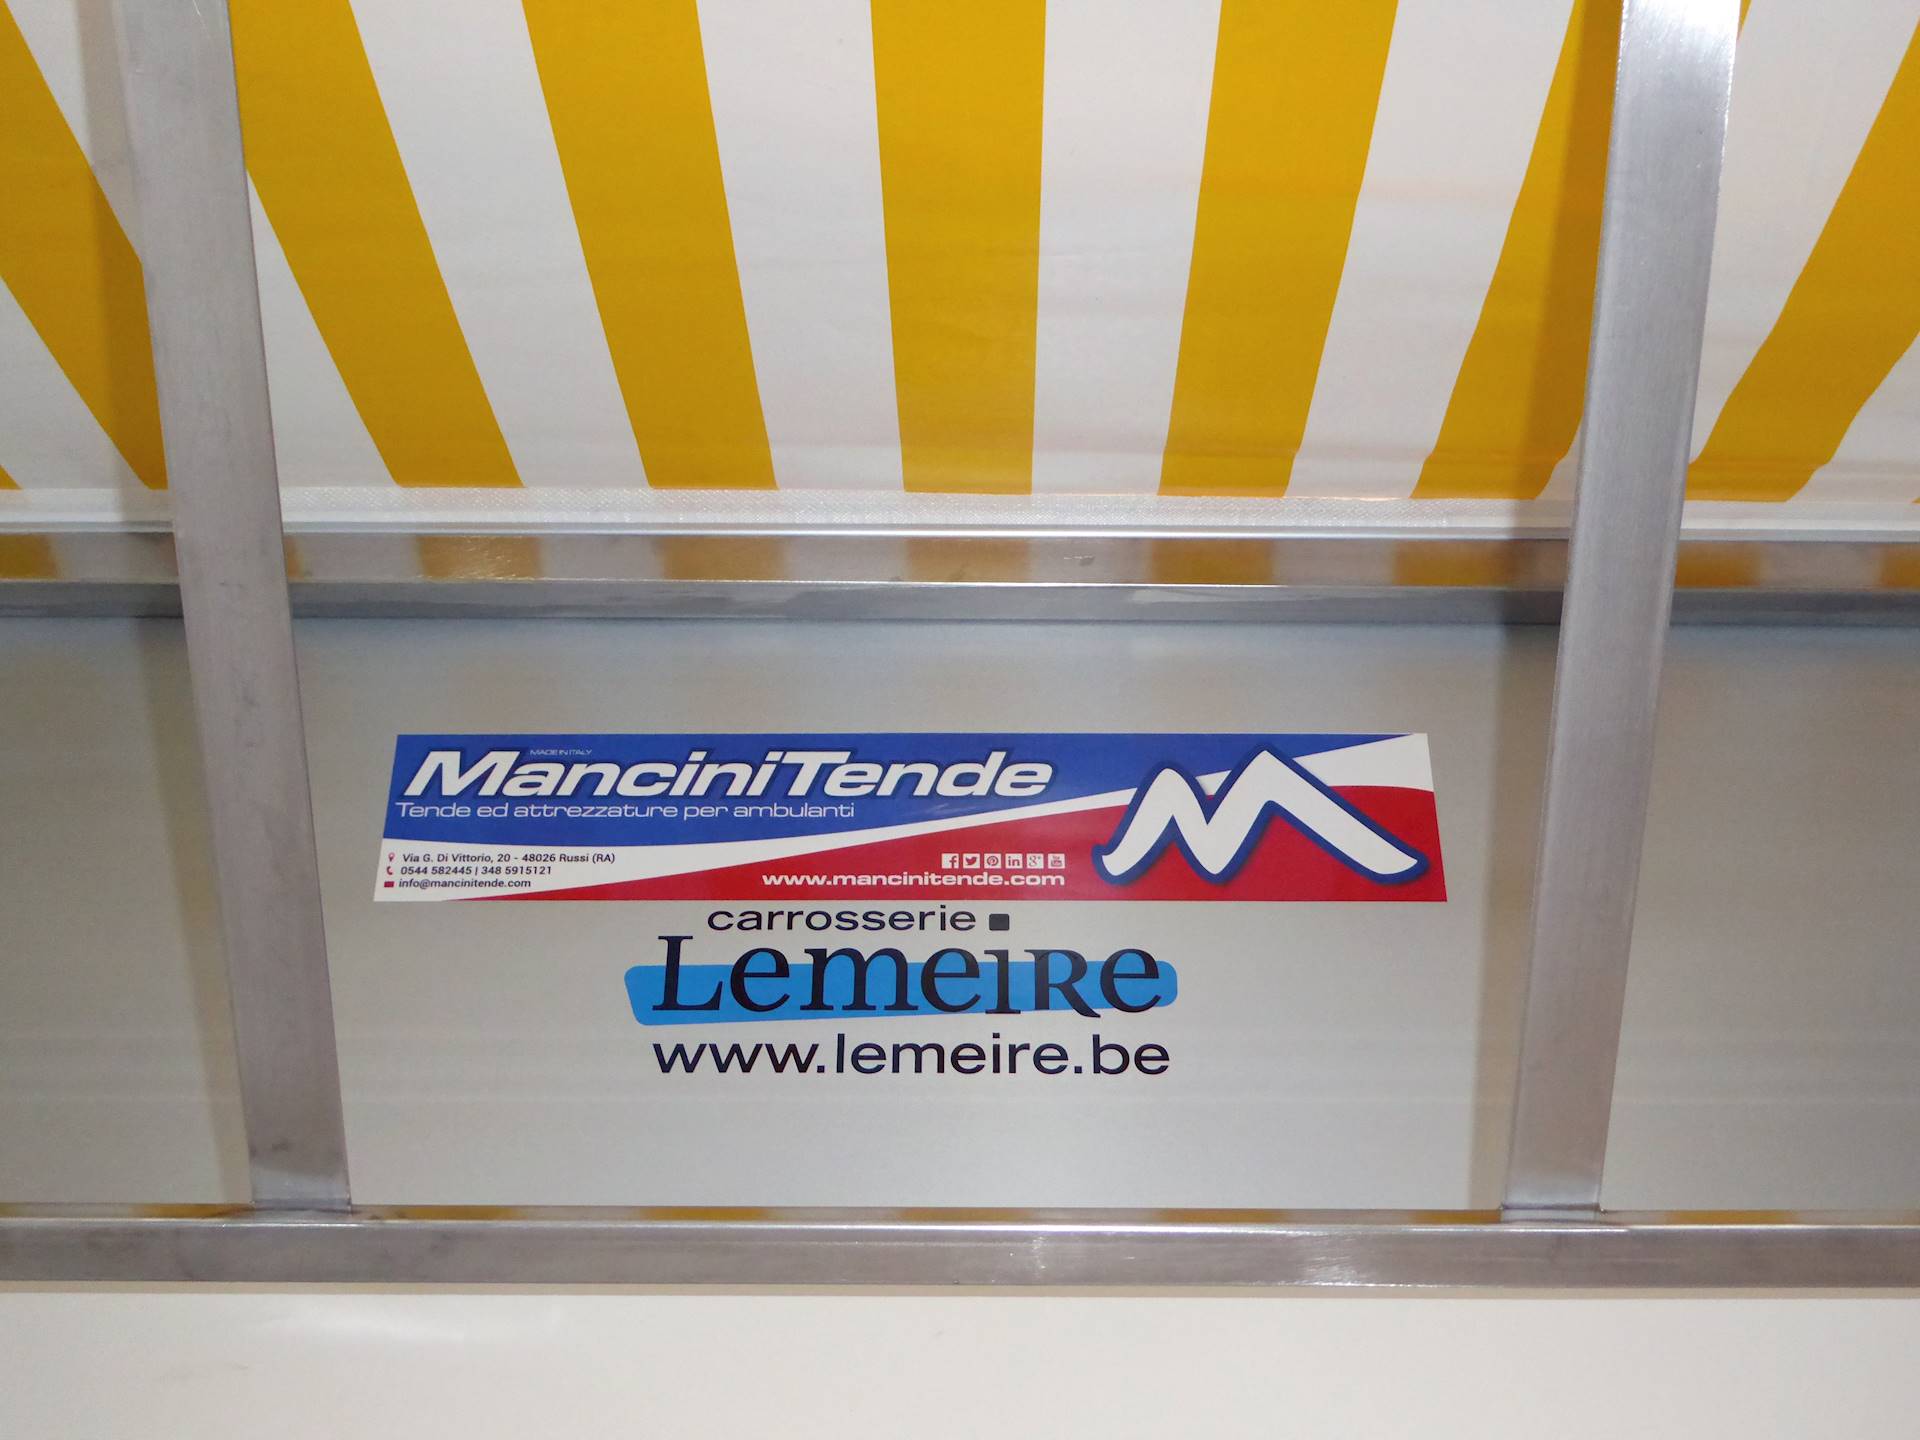 MADE IN ITALY
ManciniTende
Tende ed attrezzature per ambulanti
Via G. Di Vittorio, 20 - 48026 Russi (RA)
0544 582445 | 348 5915121
info@mancinitende.com
www.mancinitende.com
carrosserie
Lemeire
www.lemeire.be